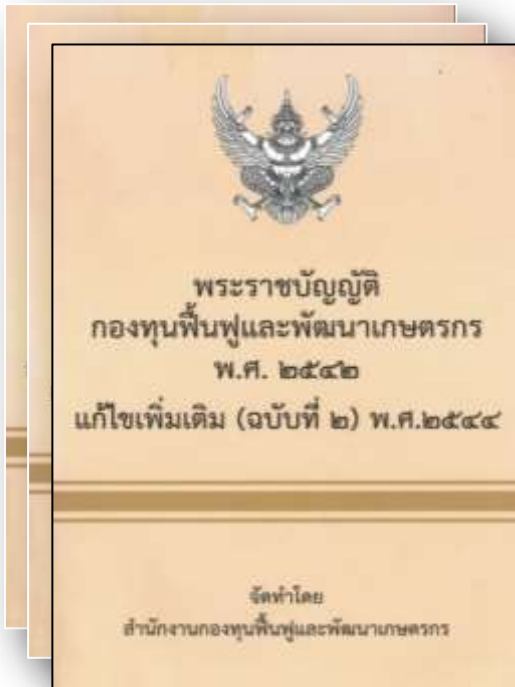 พระราชบัญญัติ
กองทุนฟื้นฟูและพัฒนาเกษตรกร
พ.ศ. ๒๕๔๒
แก้ไขเพิ่มเติม (ฉบับที่ ๒) พ.ศ.๒๕๔๔
จัดทำโดย
สำนักงานกองทุนฟื้นฟูและพัฒนาเกษตรกร